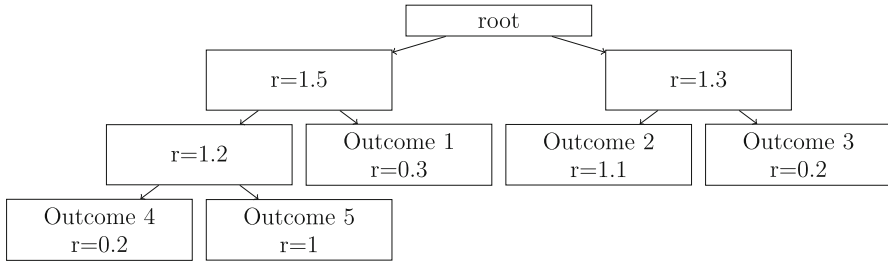 root
r=1.5
r=1.3
r=1.2
Outcome 1
r=0.3
Outcome 2
r=1.1
Outcome 3
r=0.2
Outcome 4
r=0.2
Outcome 5
r=1